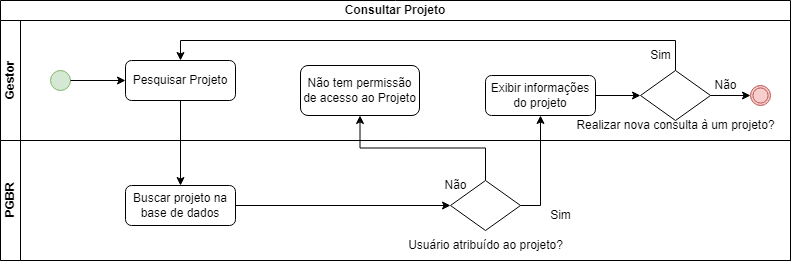 Consultar Projeto
Gestor
Pesquisar Projeto
Não tem permissão
de acesso ao Projeto
Exibir informações
do projeto
Sim
Não
Realizar nova consulta à um projeto?
PGBR
Buscar projeto na
base de dados
Não
Sim
Usuário atribuído ao projeto?